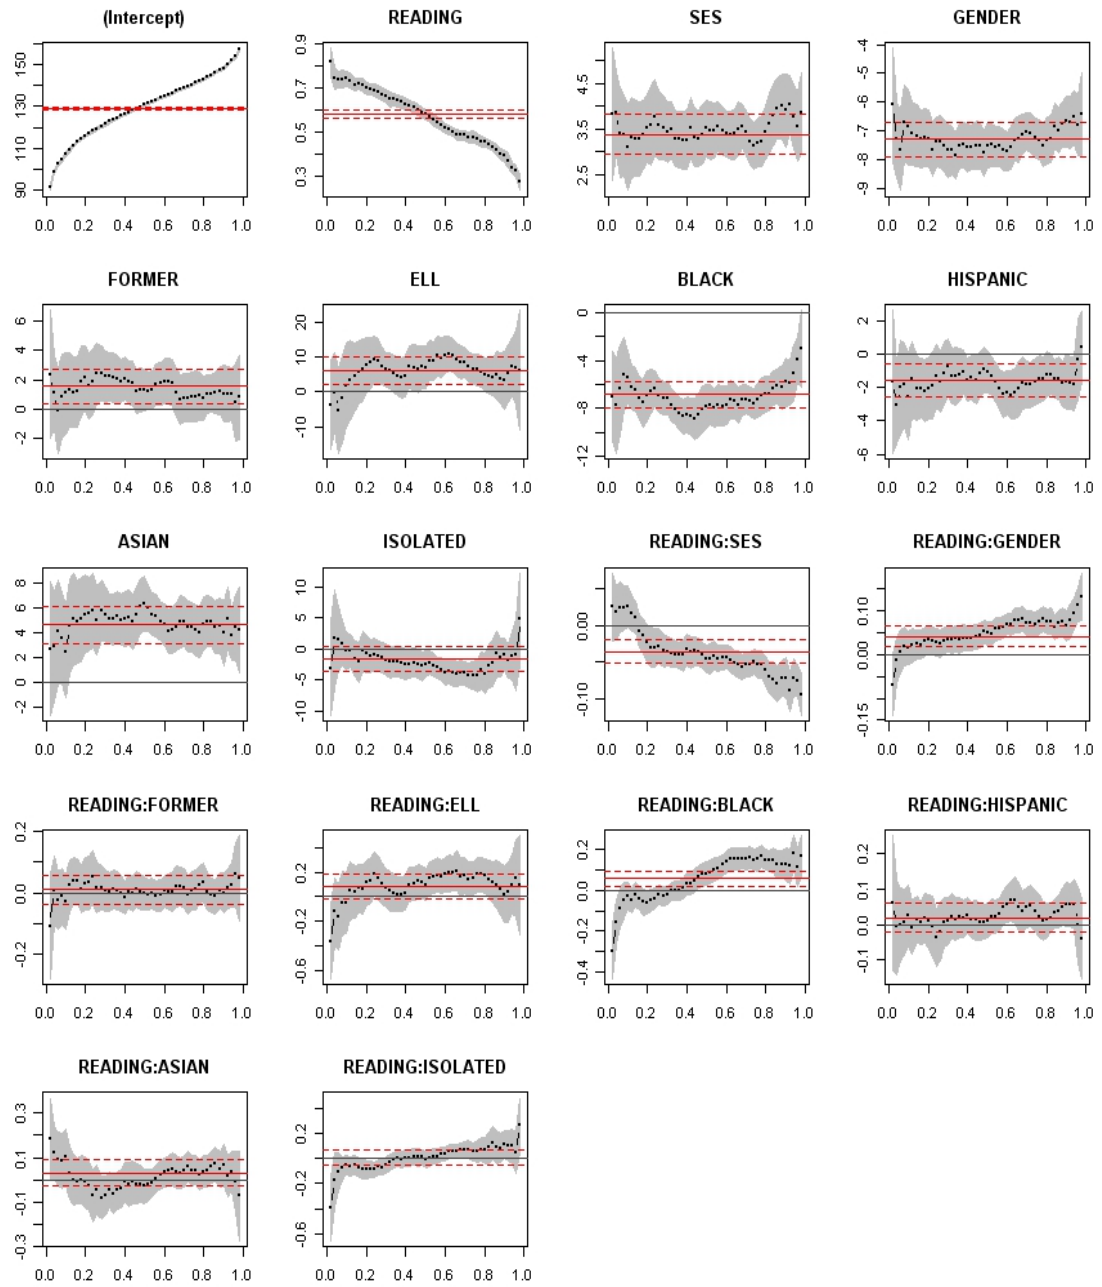 (Intercept)
90 110 130 150
0.0 0.2 0.4 0.6 0.8 1.0
READING
0.3 0.5 0.7 0.9
0.0 0.2 0.4 0.6 0.8 1.0
SES
2.5 3.5 4.5
0.0 0.2 0.4 0.6 0.8 1.0
GENDER
-9 -8 -7 -6 -5 -4
0.0 0.2 0.4 0.6 0.8 1.0
FORMER
-2 0 2 4 6
0.0 0.2 0.4 0.6 0.8 1.0
ELL
-10 0 10 20
0.0 0.2 0.4 0.6 0.8 1.0
BLACK
-12 -8 -4 0
0.0 0.2 0.4 0.6 0.8 1.0
HISPANIC
-6 -4 -2 0 2
0.0 0.2 0.4 0.6 0.8 1.0
ASIAN
-2 0 2 4 6 8
0.0 0.2 0.4 0.6 0.8 1.0
ISOLATED
-10 -5 0 5 10
0.0 0.2 0.4 0.6 0.8 1.0
READING:SES
-0.10 0.00
0.0 0.2 0.4 0.6 0.8 1.0
READING:GENDER
-0.15 0.00 0.10
0.0 0.2 0.4 0.6 0.8 1.0
READING:FORMER
-0.2 0.0 0.2
0.0 0.2 0.4 0.6 0.8 1.0
READING:ELL
-0.6 -0.2 0.2
0.0 0.2 0.4 0.6 0.8 1.0
READING:BLACK
-0.4 -0.2 0.0 0.2
0.0 0.2 0.4 0.6 0.8 1.0
READING:HISPANIC
-0.1 0.0 0.1 0.2
0.0 0.2 0.4 0.6 0.8 1.0
READING:ASIAN
-0.3 -0.1 0.1 0.3
0.0 0.2 0.4 0.6 0.8 1.0
READING:ISOLATED
-0.6 -0.2 0.2
0.0 0.2 0.4 0.6 0.8 1.0